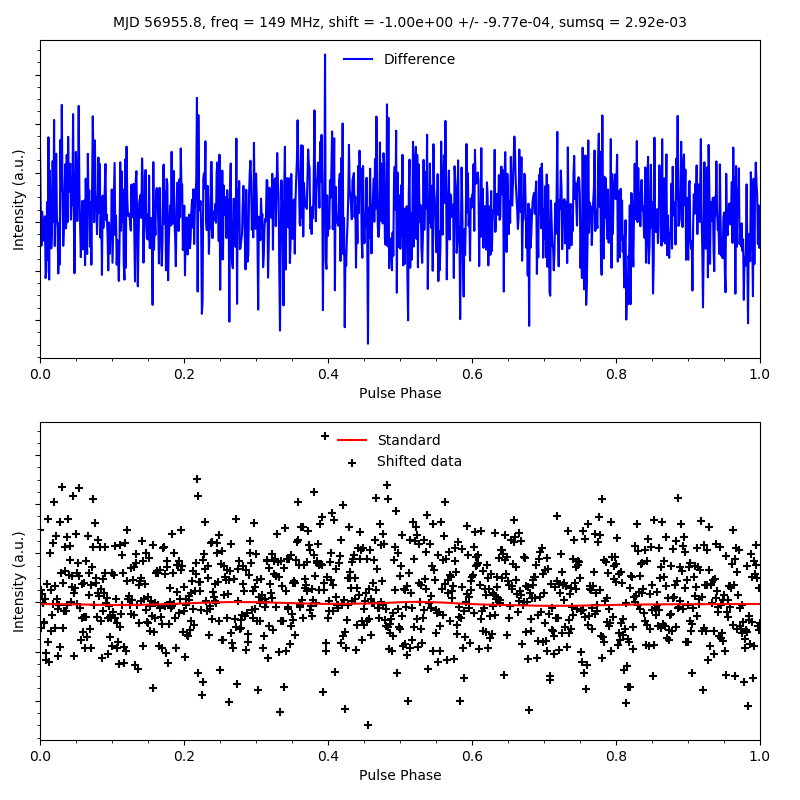 MJD 56955.8, freq = 149 MHz, shift = -1.00e+00 +/- -9.77e-04, sumsq = 2.92e-03
Difference
Intensity (a.u.)
0.0 0.2 0.4 0.6 0.8 1.0
Pulse Phase
Standard
Shifted data
Intensity (a.u.)
0.0 0.2 0.4 0.6 0.8 1.0
Pulse Phase